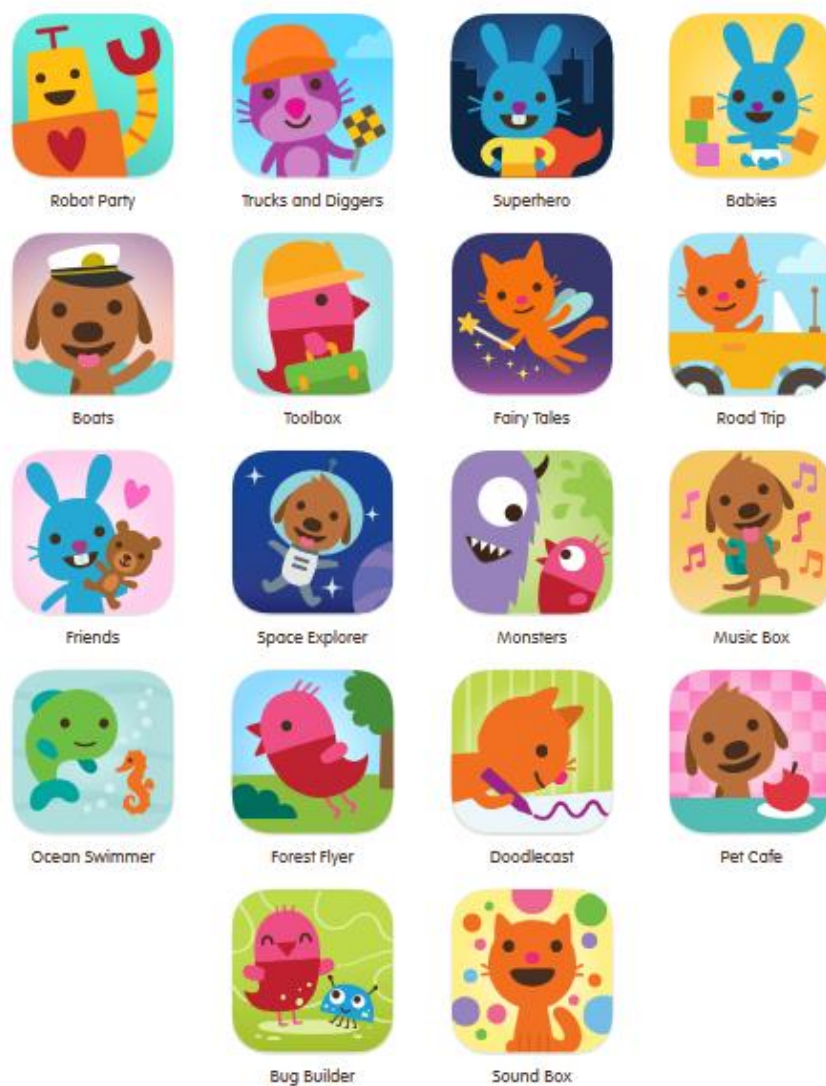 Robot Party
Trucks and Diggers
Superhero
Babies
Boats
Toolbox
Fairy Tales
Road Trip
Friends
Space Explorer
Monsters
Music Box
Ocean Swimmer
Forest Flyer
Doodlecast
Pet Cafe
Bug Builder
Sound Box